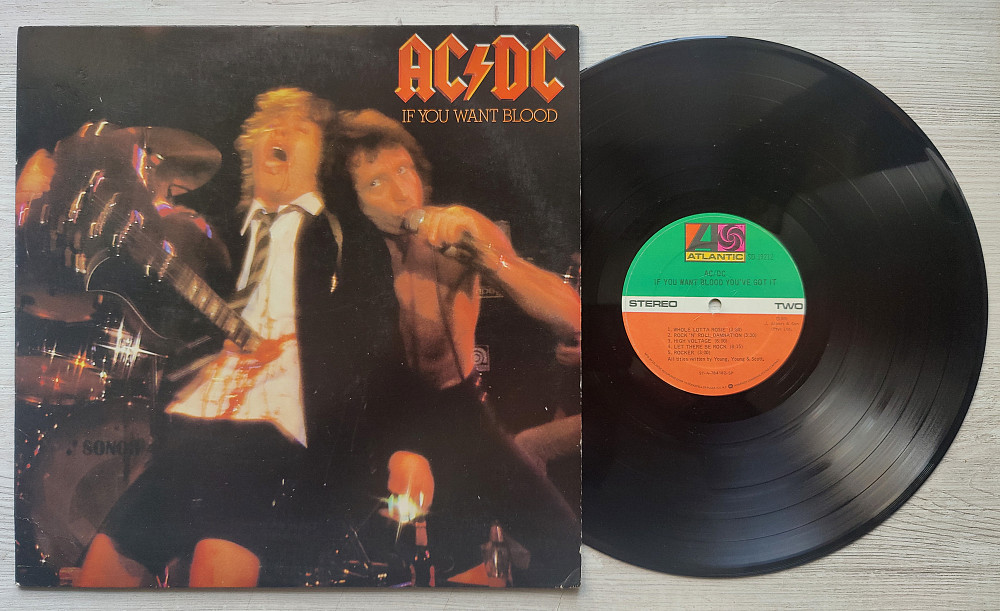 AC⚡DC
IF YOU WANT BLOOD
SONOR
ATLANTIC
AC/DC
IF YOU WANT BLOOD YOU'VE GOT IT
STEREO TWO
1. WHOLE LOTTA ROSIE
2. ROCK 'N' ROLL DAMNATION
3. HIGH VOLTAGE
4. LET THERE BE ROCK
5. ROCKER
All titles written by Young, Young & Scott.